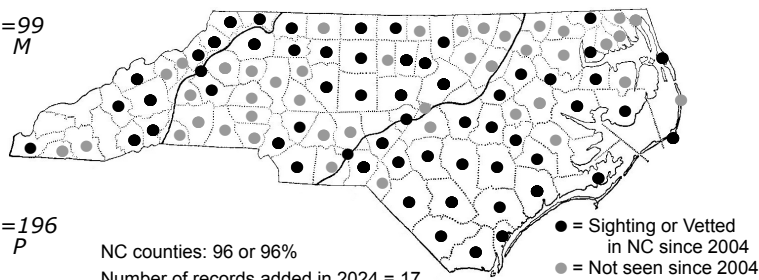 =99
M
=196
P
NC counties: 96 or 96%
Number of records added in 2024 = 17
● = Sighting or Vetted
in NC since 2004
● = Not seen since 2004